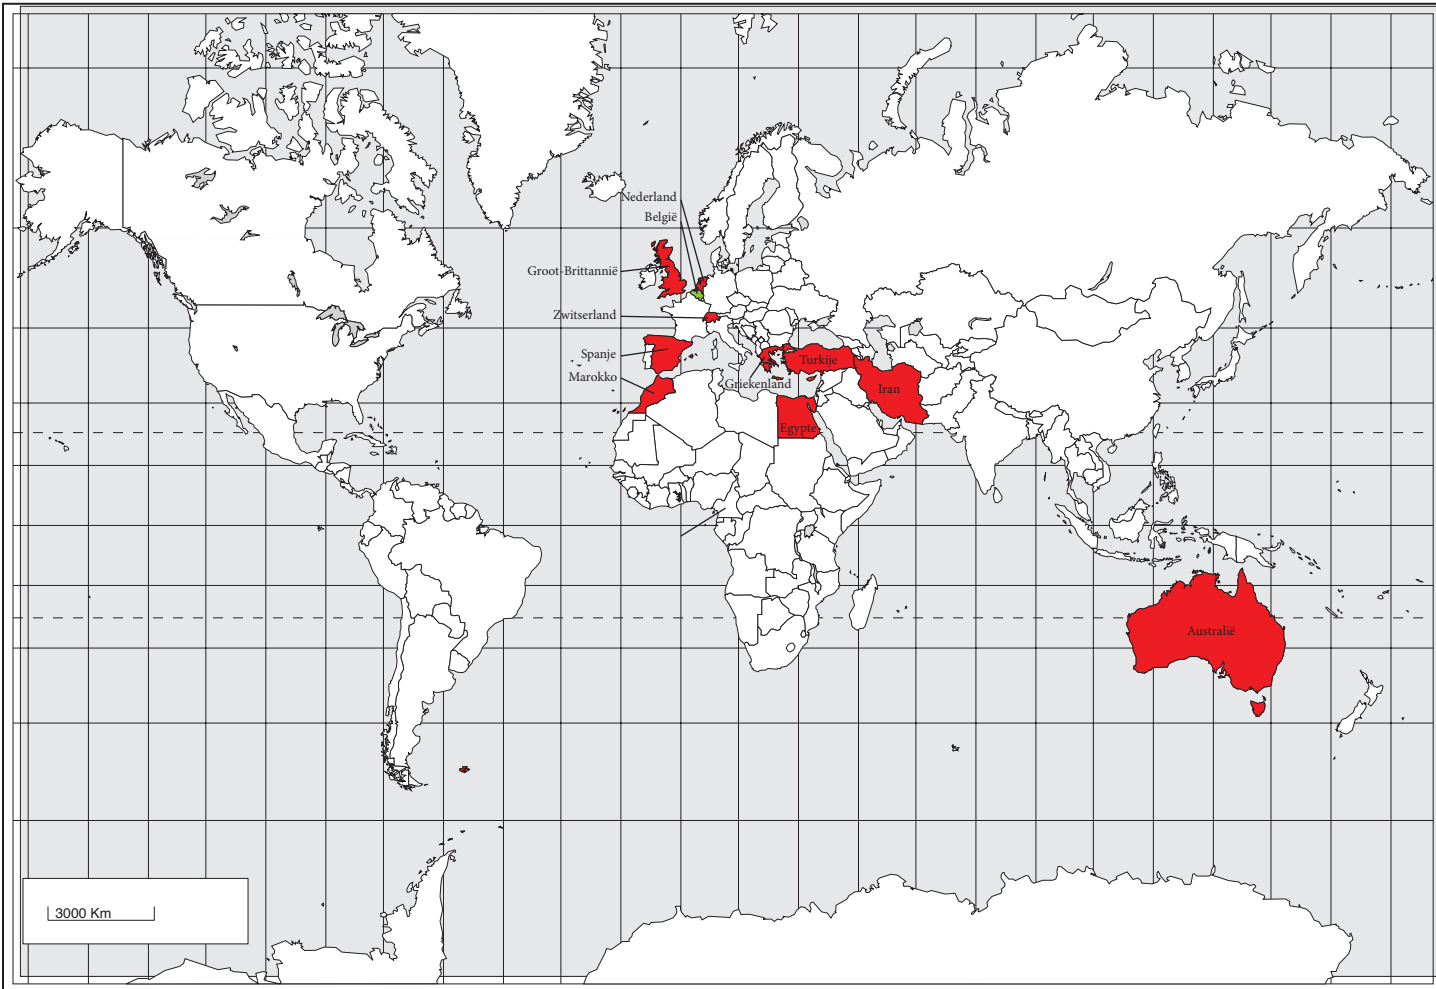 Nederland
België
Groot-Brittannië
Zwitserland
Spanje
Marokko
Griekenland
Turkije
Iran
Egypte
Australië
3000 Km